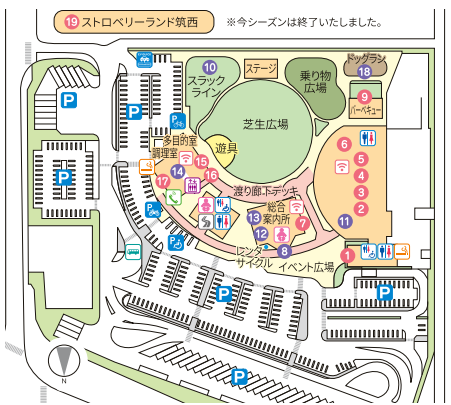 19 ストロベリーランド筑西 ※今シーズンは終了いたしました。
10
スラック
ライン
ステージ
乗り物
広場
ドッグラン
18
9
バーベキュー
P
P
P
芝生広場
遊具
多目的室
調理室
6
5
4
3
2
11
15
14
16
17
渡り廊下デッキ
総合
案内所
13
12
7
8
レンタ
サイクル
イベント広場
1
P
P
P
P
P
P
N